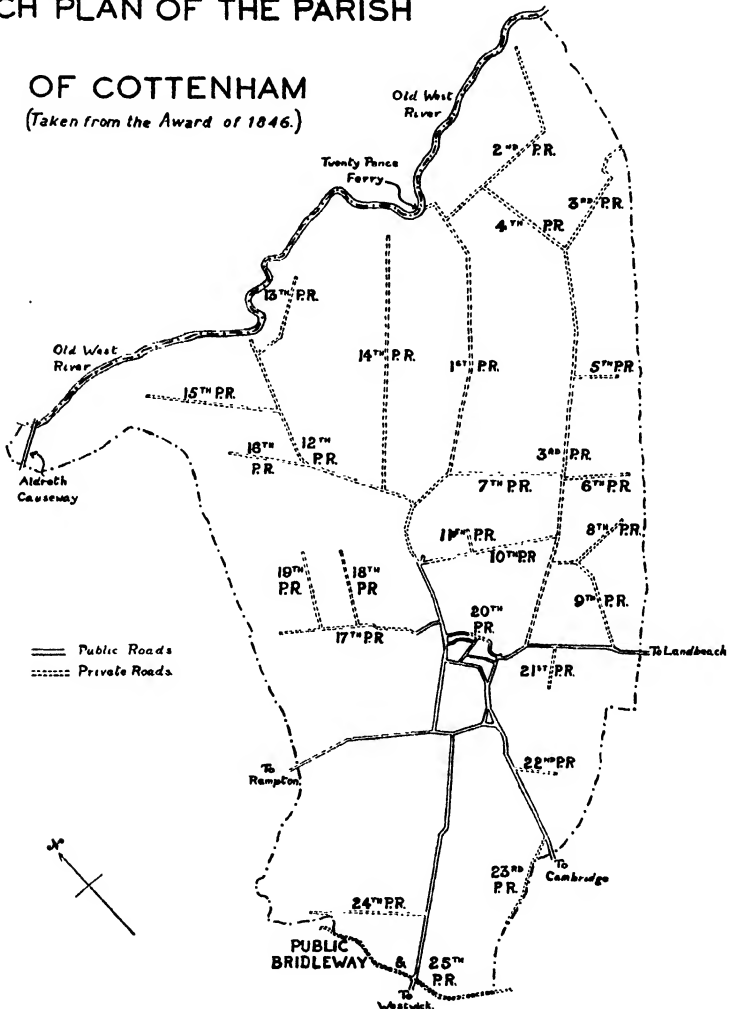 CH PLAN OF THE PARISH
OF COTTENHAM
(Taken from the Award of 1846.)
Old West
River
Twenty Pence
Ferry
2ND P.R.
3RD P.R.
4TH P.R.
13TH P.R.
Old West
River
14TH P.R.
1ST P.R.
5TH P.R.
15TH P.R.
16TH
P.R.
12TH
P.R.
3RD P.R.
7TH P.R.
6TH P.R.
Aldreth
Causeway
11TH P.R.
10TH P.R
8TH P.R.
19TH
P.R.
18TH
P.R
9TH
P.R.
20TH
P.R.
17TH P.R
Public Roads
Private Roads
To Landbeach
21ST P.R.
To
Rampton
22ND P.R
N
To
Cambridge
23RD
P.R.
24TH P.R.
PUBLIC
BRIDLEWAY & 25TH
P.R.
To
Westwick.